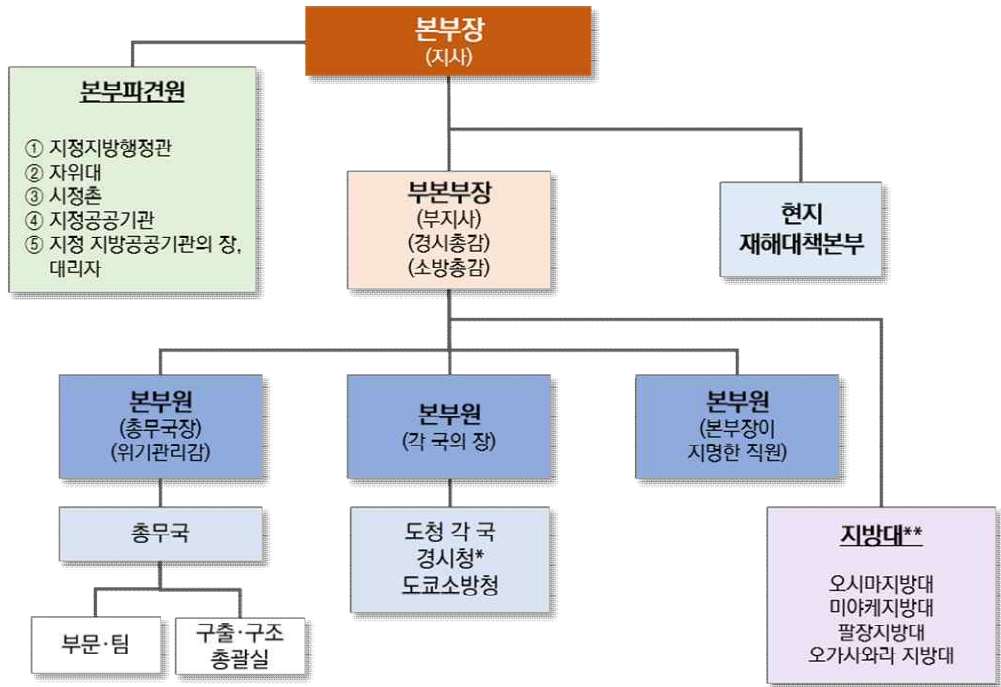 본부장
(지사)
본부파견원
① 지정지방행정관
② 자위대
③ 시정촌
④ 지정공공기관
⑤ 지정 지방공공기관의 장,
대리자
부본부장
(부지사)
(경시총감)
(소방총감)
현지
재해대책본부
본부원
(총무국장)
(위기관리감)
본부원
(각 국의 장)
본부원
(본부장이
지명한 직원)
총무국
도청 각 국
경시청*
도쿄소방청
지방대**
오시마지방대
미야케지방대
팔장지방대
오가시와리 지방대
부문·팀
구출·구조
총괄실